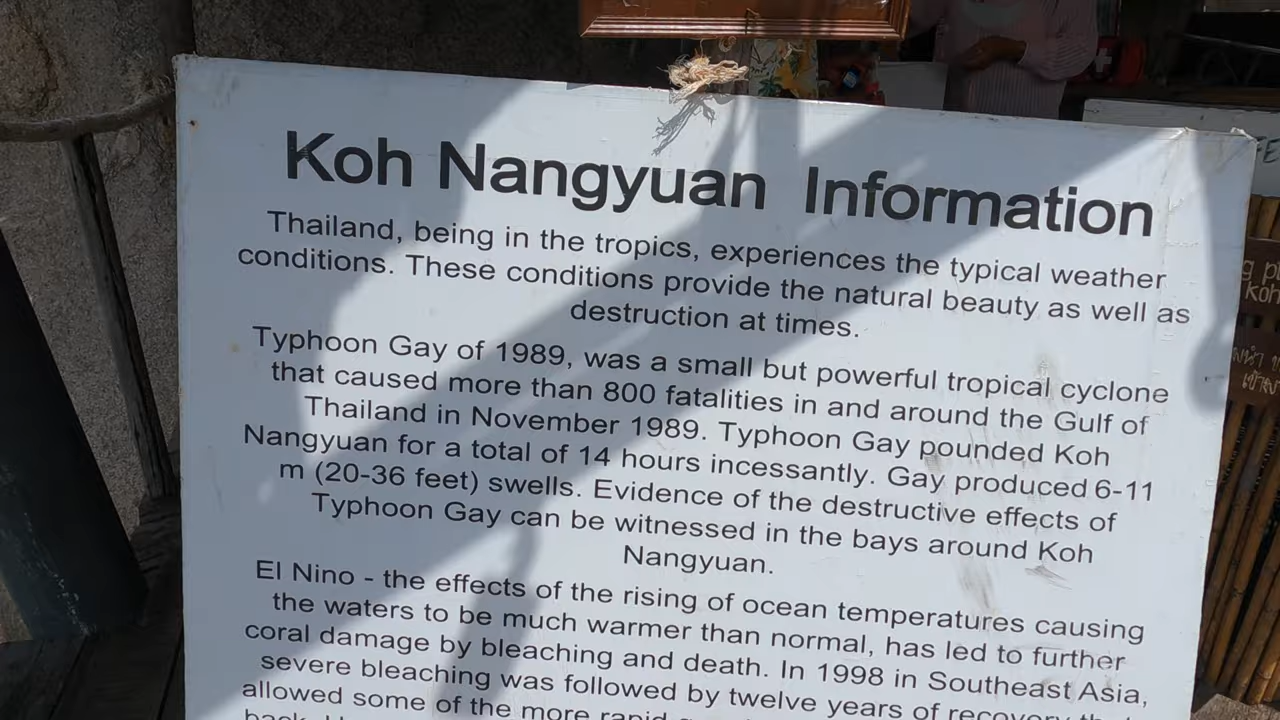 Koh Nangyuan Information
Thailand, being in the tropics, experiences the typical weather
conditions. These conditions provide the natural beauty as well as
destruction at times.
Typhoon Gay of 1989, was a small but powerful tropical cyclone
that caused more than 800 fatalities in and around the Gulf of
Thailand in November 1989. Typhoon Gay pounded Koh
Nangyuan for a total of 14 hours incessantly. Gay produced 6-11
m (20-36 feet) swells. Evidence of the destructive effects of
Typhoon Gay can be witnessed in the bays around Koh
Nangyuan.
El Nino - the effects of the rising of ocean temperatures causing
the waters to be much warmer than normal, has led to further
coral damage by bleaching and death. In 1998 in Southeast Asia,
severe bleaching was followed by twelve years of recovery
allowed some of the more rapid